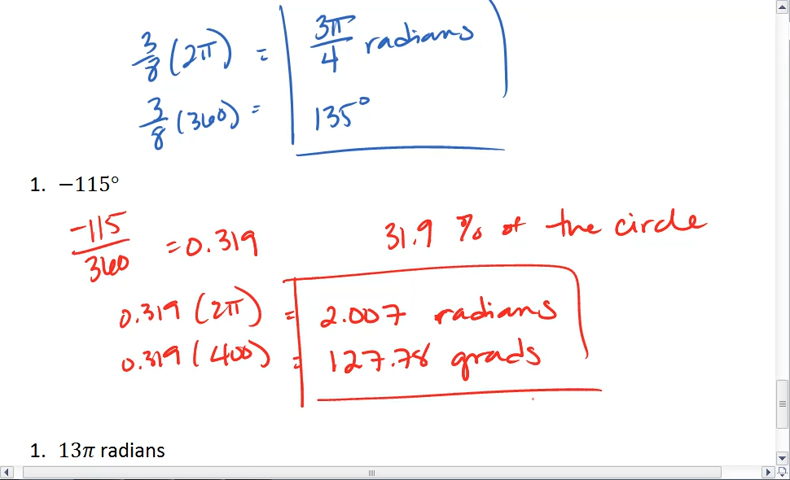 3/8 (2π) = 3π/4 radians
3/8 (360) = 135°
1. −115°
-115/360 = 0.319 31.9 % of the circle
0.319 (2π) = 2.007 radians
0.319 (400) = 127.78 grads
1. 13π radians